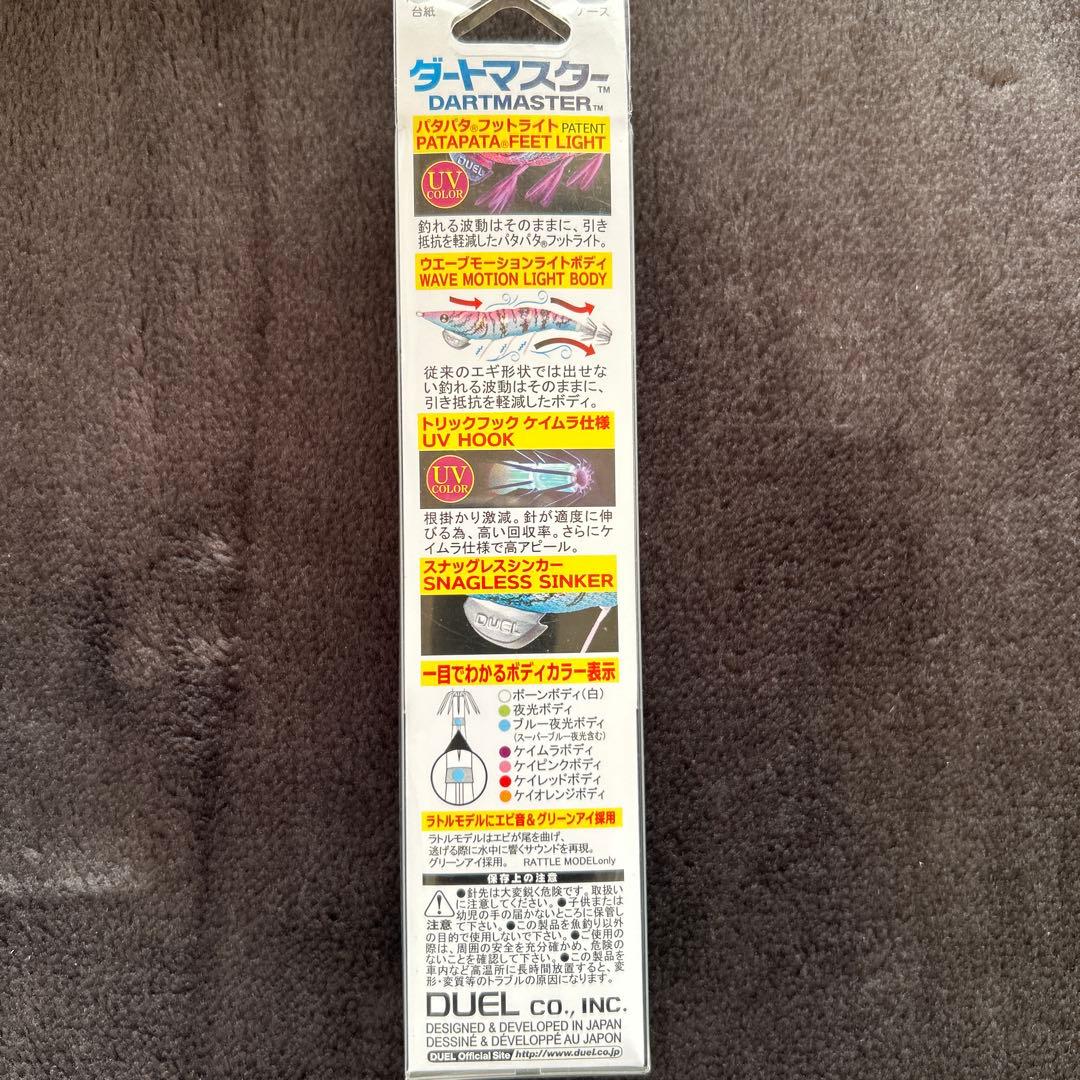 台紙
ケース
ダートマスター™
DARTMASTER™
パタパタ®フットライト PATENT
PATAPATA®FEET LIGHT
DUEL
UV
COLOR
釣れる波動はそのままに、引き
抵抗を軽減したパタパタ®フットライト。
ウエーブモーションライトボディ
WAVE MOTION LIGHT BODY
従来のエギ形状では出せな
い釣れる波動はそのままに、
引き抵抗を軽減したボディ。
トリックフック ケイムラ仕様
UV HOOK
UV
COLOR
根掛かり激減。針が適度に伸
びる為、高い回収率。さらにケ
イムラ仕様で高アピール。
スナッグレスシンカー
SNAGLESS SINKER
DUEL
一目でわかるボディカラー表示
ボーンボディ(白)
夜光ボディ
ブルー夜光ボディ
(スーパーブルー夜光含む)
ケイムラボディ
ケイピンクボディ
ケイレッドボディ
ケイオレンジボディ
ラトルモデルにエビ音&グリーンアイ採用
ラトルモデルはエビが尾を曲げ、
逃げる際に水中に響くサウンドを再現。
グリーンアイ採用。 RATTLE MODELonly
保存上の注意
注意
●針先は大変鋭く危険です。取扱い
に注意してください。●子供または
幼児の手の届かないところに保管し
て下さい。●この製品を魚釣り以外
の目的で使用しないで下さい。●ご使用の
際は、周囲の安全を充分確かめ、危険の
ないことを確認して下さい。●この製品を
車内など高温所に長時間放置すると、変
形・変質等のトラブルの原因になります。
DUEL CO., INC.
DESIGNED & DEVELOPED IN JAPAN
DESSINÉ & DÉVELOPPÉ AU JAPON
DUEL Official Site http://www.duel.co.jp